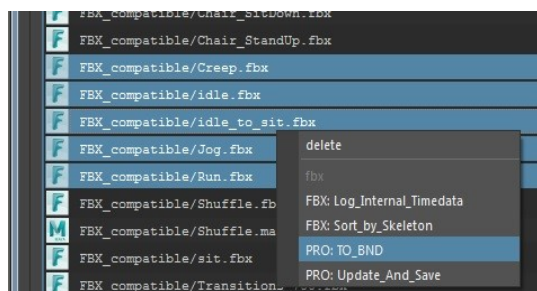 FBX_compatible/Chair_SitDown.fbx
FBX_compatible/Chair_StandUp.fbx
FBX_compatible/Creep.fbx
FBX_compatible/idle.fbx
FBX_compatible/idle_to_sit.fbx
FBX_compatible/Jog.fbx
FBX_compatible/Run.fbx
FBX_compatible/Shuffle.fb
FBX_compatible/Shuffle.ma
FBX_compatible/sit.fbx
delete
fbx
FBX: Log_Internal_Timedata
FBX: Sort_by_Skeleton
PRO: TO_BND
PRO: Update_And_Save